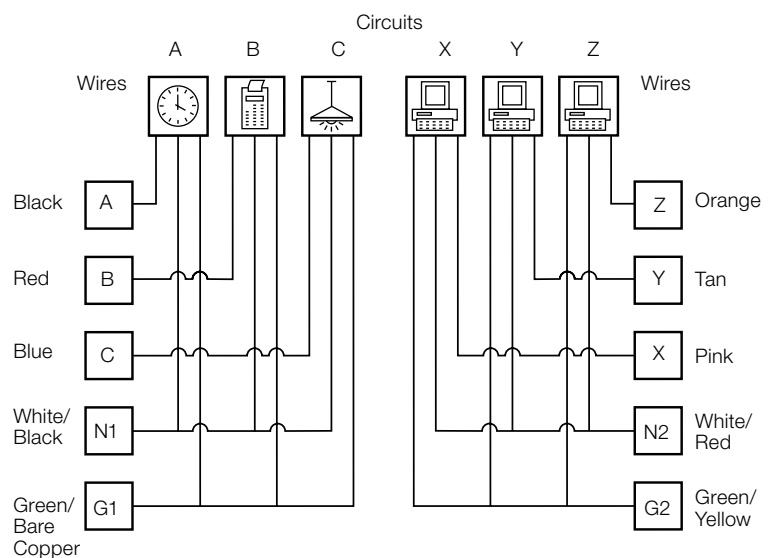 Circuits
A B C X Y Z
Wires Wires
Black A Z Orange
Red B Y Tan
Blue C X Pink
White/
Black N1 N2 White/
Red
Green/
Bare
Copper G1 G2 Green/
Yellow